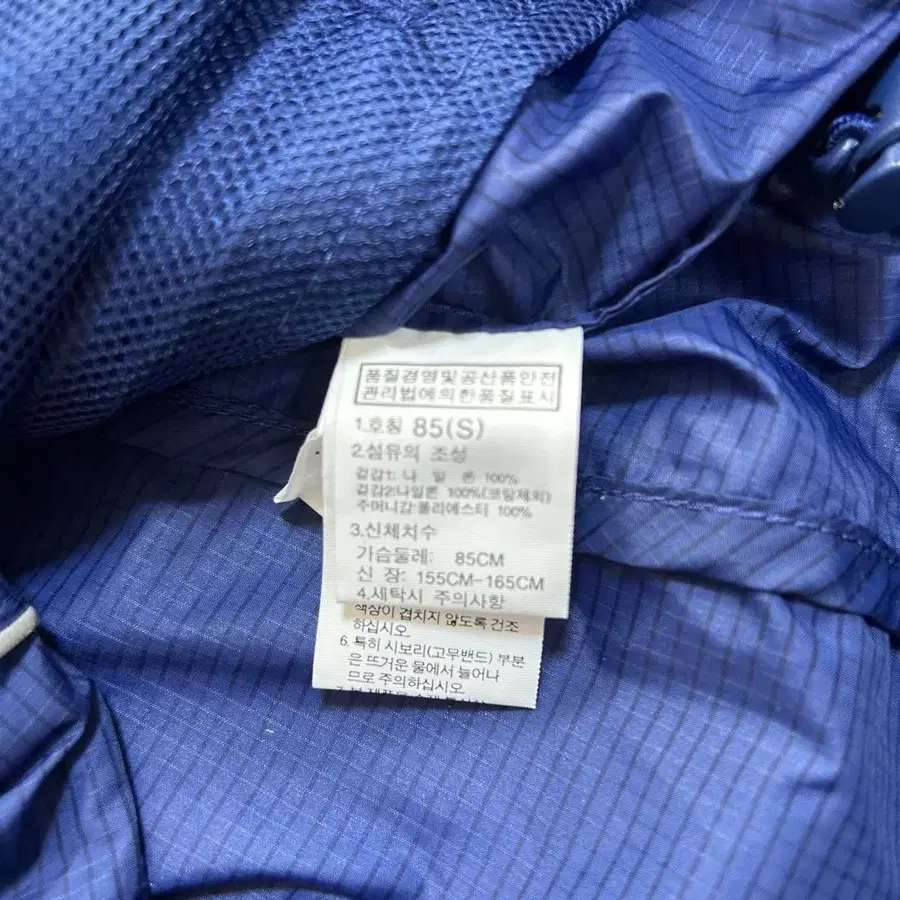 품질경영및공산품안전
관리법에의한품질표시
1.호칭 85(S)
2.섬유의 조성
겉감1: 나 일 론 100%
겉감2:나일론 100%(코팅제외)
주머니감:폴리에스터 100%
3.신체치수
가슴둘레: 85CM
신 장: 155CM-165CM
4.세탁시 주의사항
색상이 겹치지 않도록 건조
하십시오
6. 특히 시보리(고무밴드) 부분
은 뜨거운 물에서 늘어나
므로 주의하십시오